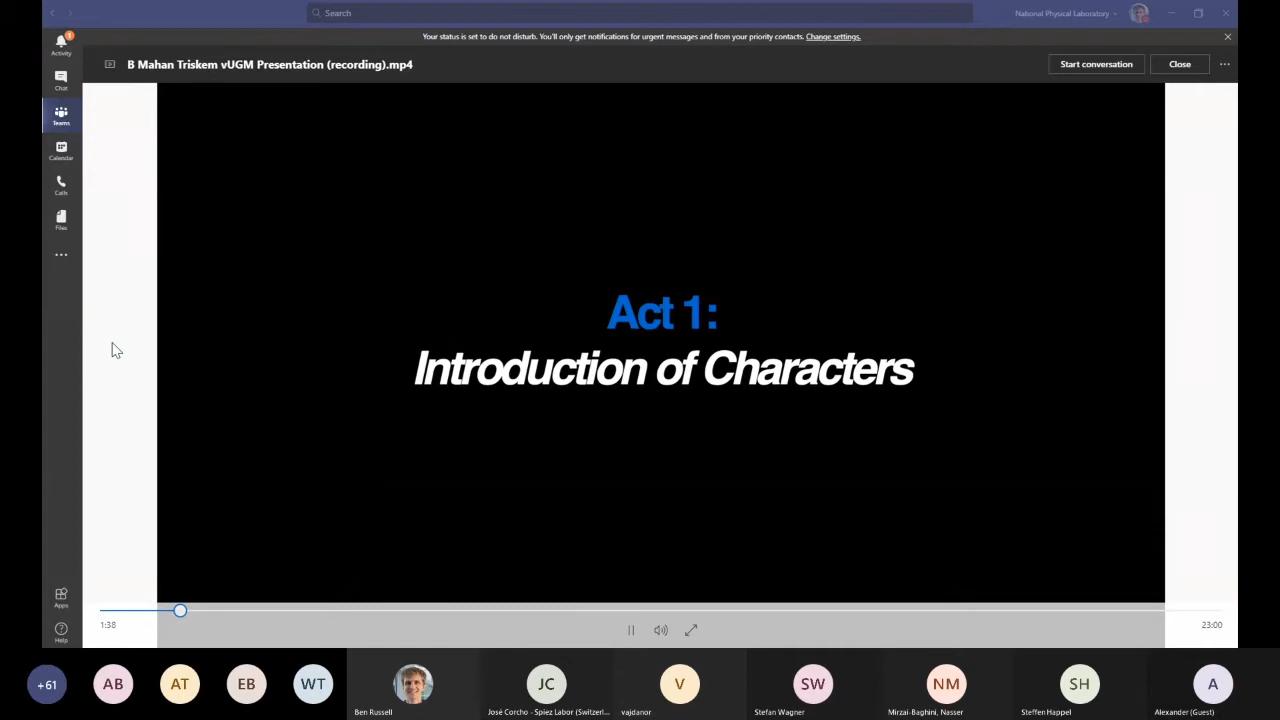 Search
National Physical Laboratory
Your status is set to do not disturb. You'll only get notifications for urgent messages and from your priority contacts. Change settings.
1
Activity
B Mahan Triskem vUGM Presentation (recording).mp4
Start conversation
Close
Chat
Teams
Calendar
Calls
Files
Act 1:
Introduction of Characters
Apps
Help
1:38
23:00
+61
AB
AT
EB
WT
JC
V
SW
NM
SH
A
Ben Russell
José Corcho - Spiez Labor (Switzerl...
vajdanor
Stefan Wagner
Mirzai-Baghini, Nasser
Steffen Happel
Alexander (Guest)